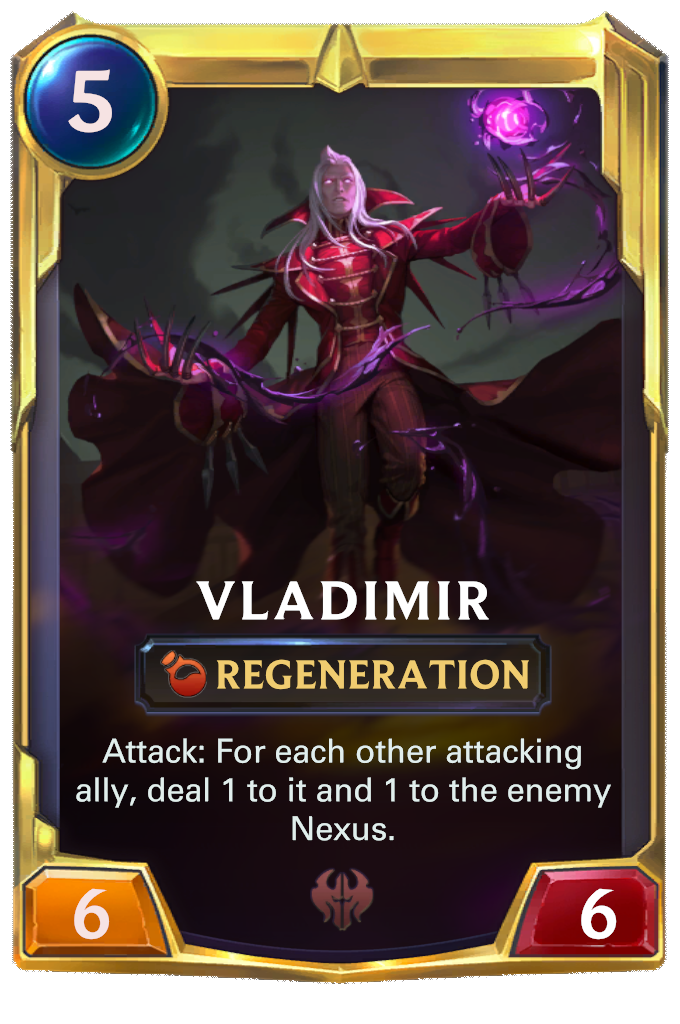 5
VLADIMIR
REGENERATION
Attack: For each other attacking
ally, deal 1 to it and 1 to the enemy
Nexus.
6
6